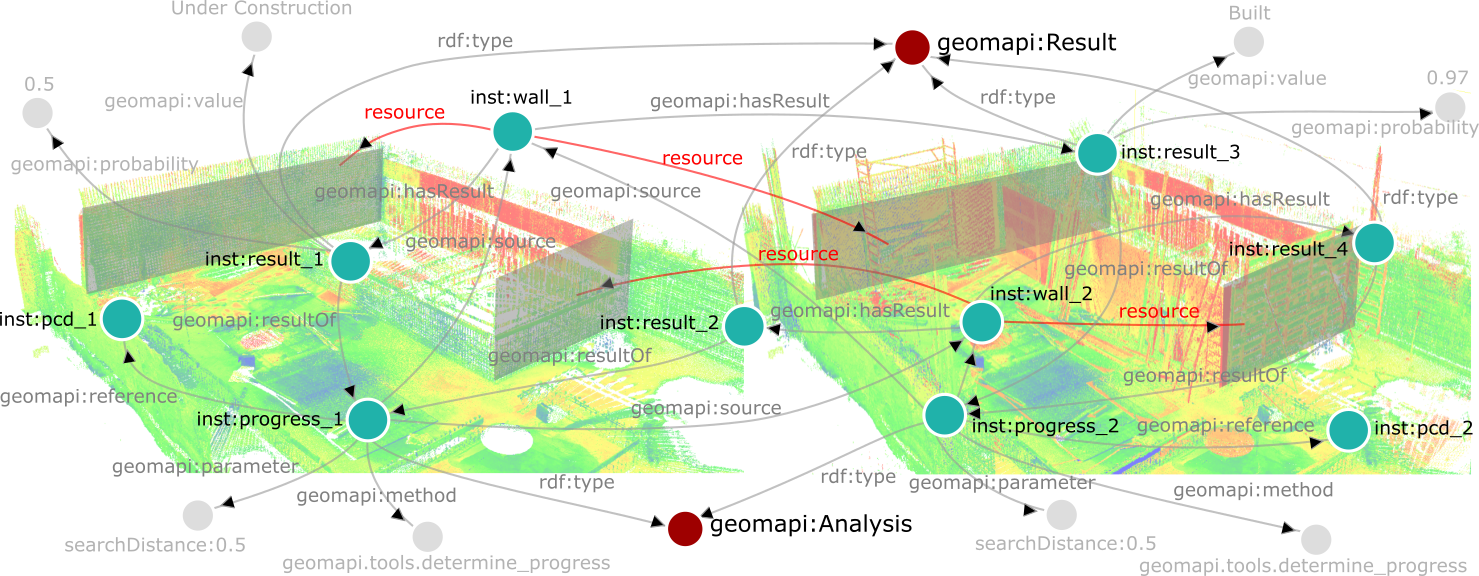 Under Construction
Built
rdf:type
geomapi:Result
0.5
geomapi:value
inst:wall_1
geomapi:hasResult
rdf:type
geomapi:value
0.97
resource
geomapi:probability
geomapi:probability
resource
rdf:type
inst:result_3
geomapi:hasResult
geomapi:source
geomapi:hasResult
rdf:type
geomapi:source
inst:result_1
resource
inst:result_4
geomapi:resultOf
inst:wall_2
inst:pcd_1
geomapi:resultOf
inst:result_2
geomapi:hasResult
resource
geomapi:resultOf
geomapi:resultOf
geomapi:reference
inst:progress_1
geomapi:source
inst:progress_2
geomapi:reference
inst:pcd_2
geomapi:parameter
geomapi:method
rdf:type
rdf:type
geomapi:parameter
geomapi:method
searchDistance:0.5
geomapi:Analysis
searchDistance:0.5
geomapi.tools.determine_progress
geomapi.tools.determine_progress